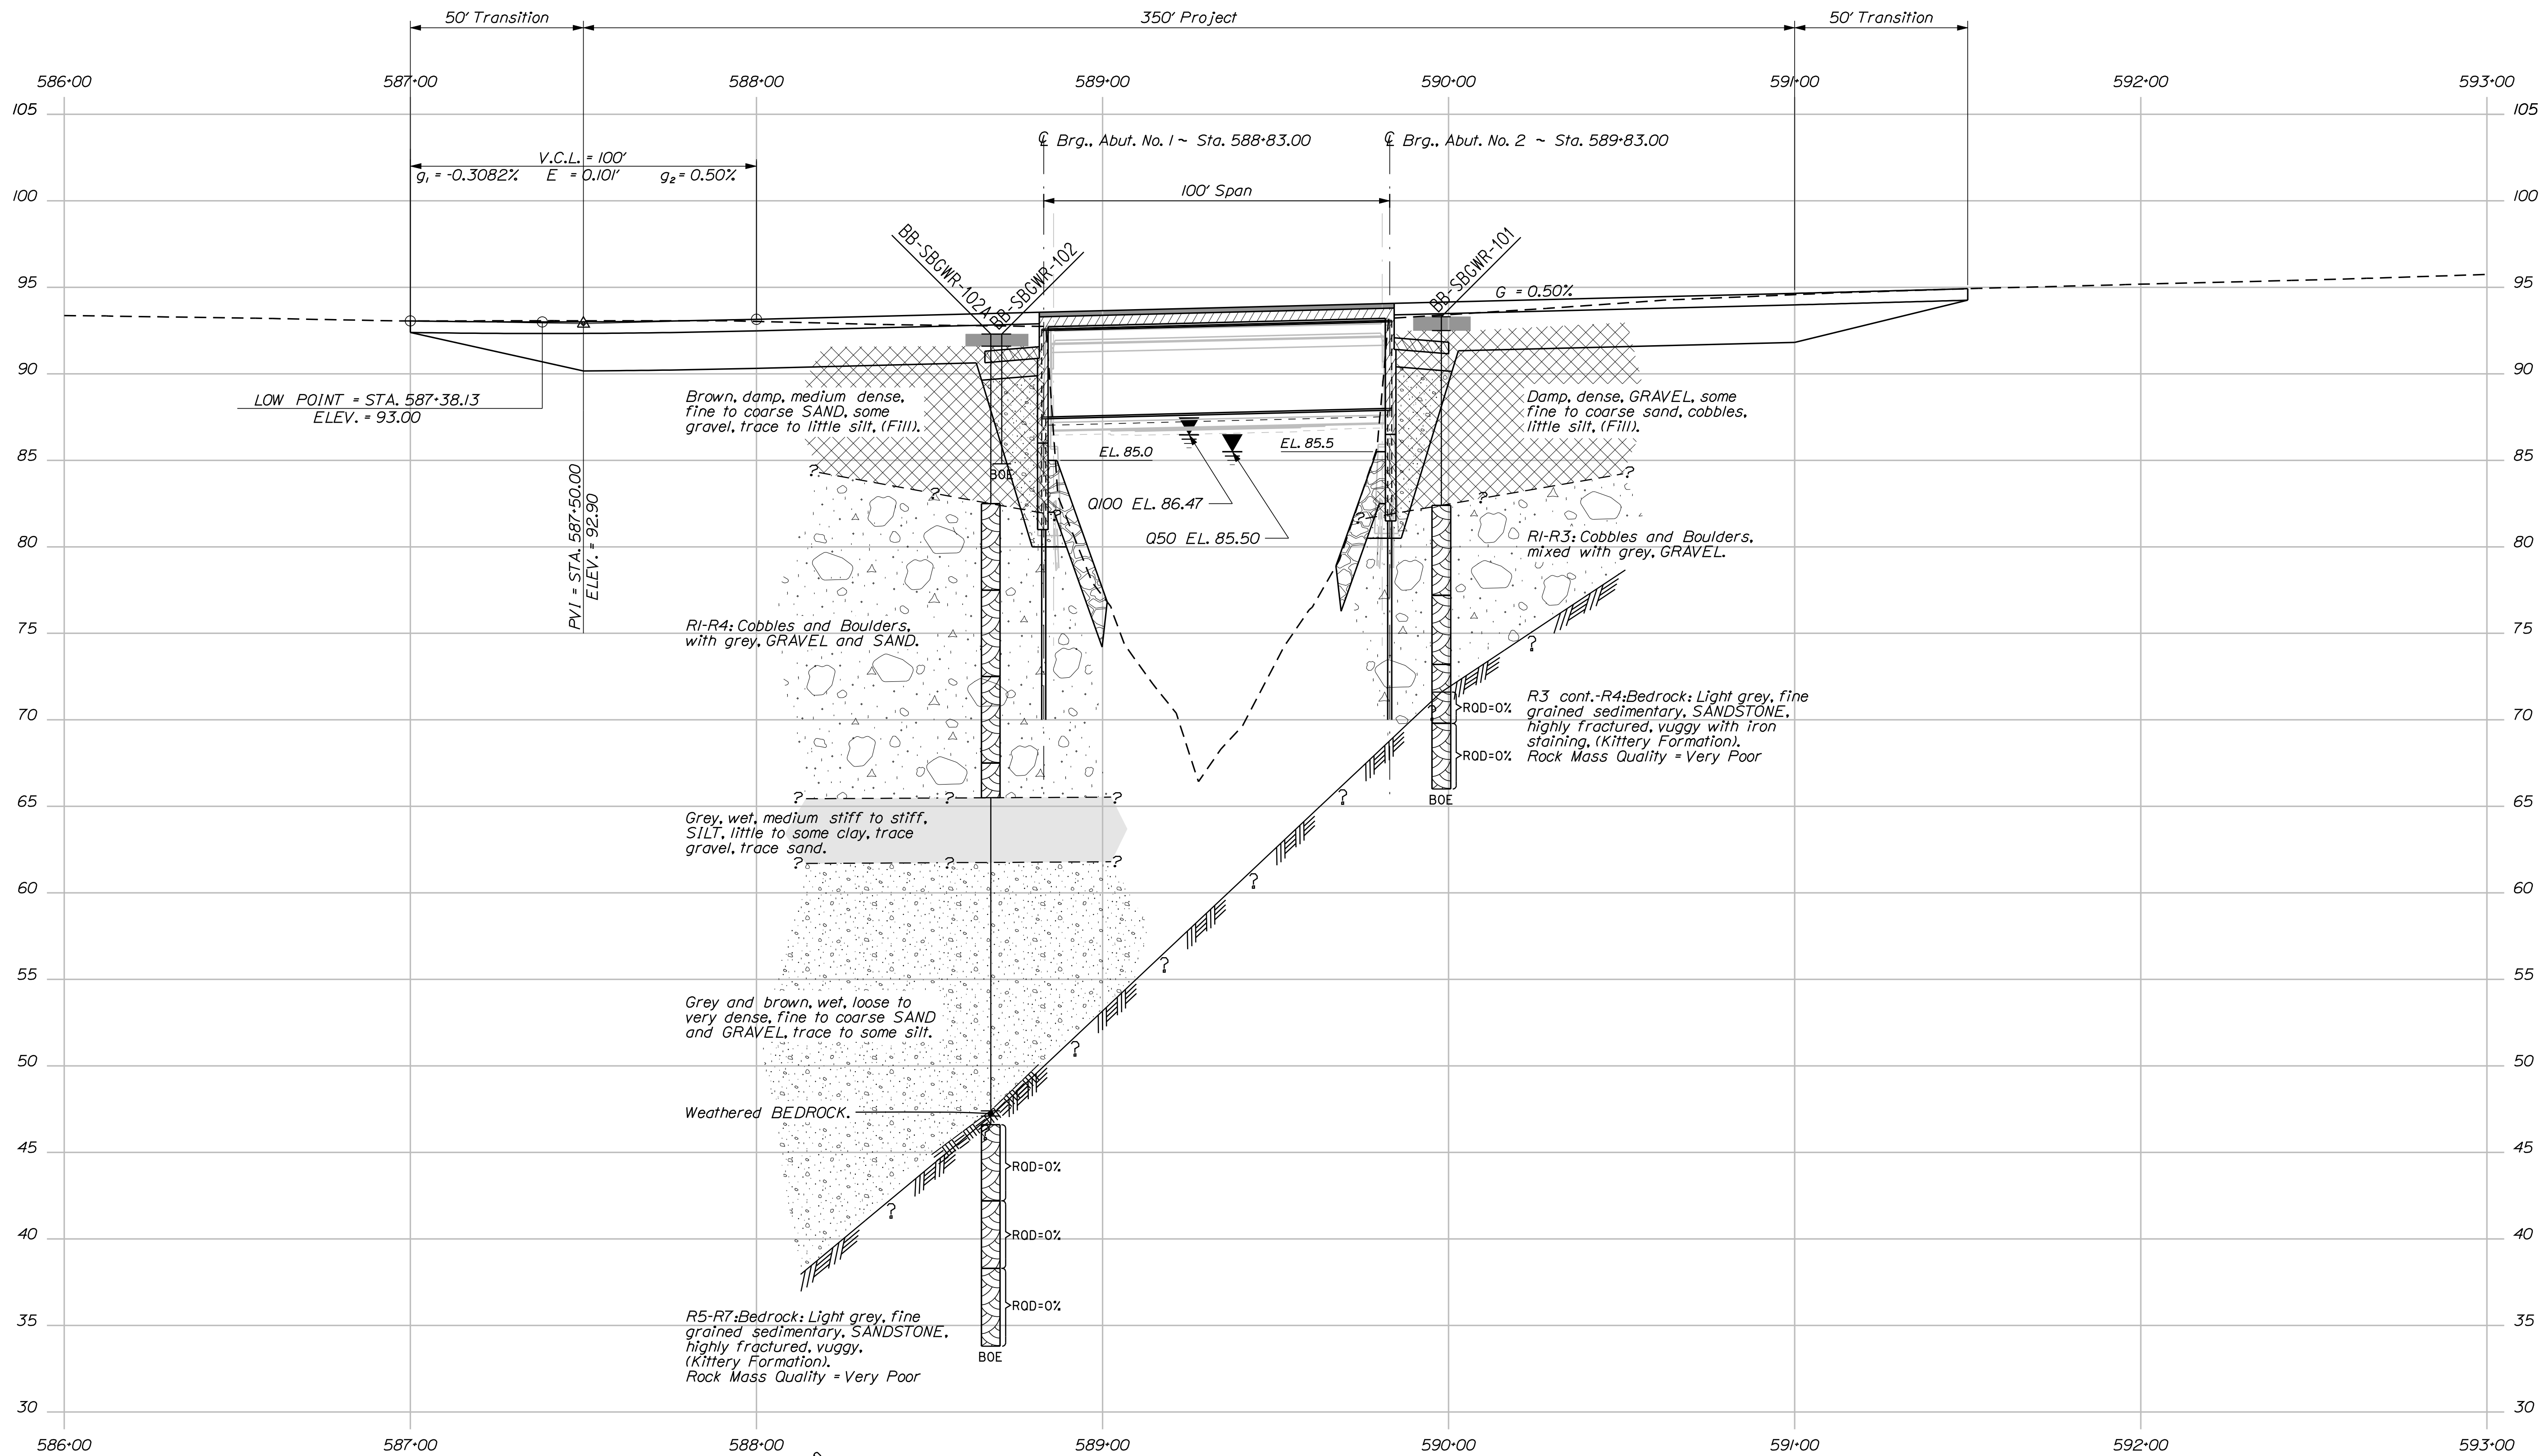 50' Transition
350' Project
50' Transition
586+00
587+00
588+00
589+00
590+00
591+00
592+00
593+00
105
105
℄ Brg., Abut. No. 1 ~ Sta. 588+83.00
℄ Brg., Abut. No. 2 ~ Sta. 589+83.00
V.C.L. = 100'
g₁ = -0.3082%
E = 0.101'
g₂ = 0.50%
100' Span
100
100
BB-SBGWR-102A
BB-SBGWR-102
BB-SBGWR-101
95
95
G = 0.50%
90
90
LOW POINT = STA. 587+38.13
ELEV. = 93.00
Brown, damp, medium dense,
fine to coarse SAND, some
gravel, trace to little silt, (Fill).
Damp, dense, GRAVEL, some
fine to coarse sand, cobbles,
little silt, (Fill).
EL. 85.0
EL. 85.5
85
85
BOE
?
?
?
?
?
?
Q100 EL. 86.47
Q50 EL. 85.50
PVI = STA. 587+50.00
ELEV. = 92.90
80
80
R1-R3: Cobbles and Boulders,
mixed with grey, GRAVEL.
75
75
R1-R4: Cobbles and Boulders,
with grey, GRAVEL and SAND.
?
70
70
?
RQD=0%
RQD=0%
R3 cont.-R4:Bedrock: Light grey, fine
grained sedimentary, SANDSTONE,
highly fractured, vuggy with iron
staining, (Kittery Formation).
Rock Mass Quality = Very Poor
BOE
65
65
?
?
?
?
Grey, wet, medium stiff to stiff,
SILT, little to some clay, trace
gravel, trace sand.
?
?
?
?
60
60
?
55
55
Grey and brown, wet, loose to
very dense, fine to coarse SAND
and GRAVEL, trace to some silt.
?
50
50
Weathered BEDROCK.
?
45
45
RQD=0%
?
40
40
RQD=0%
RQD=0%
35
35
R5-R7:Bedrock: Light grey, fine
grained sedimentary, SANDSTONE,
highly fractured, vuggy,
(Kittery Formation).
Rock Mass Quality = Very Poor
BOE
30
30
586+00
587+00
588+00
589+00
590+00
591+00
592+00
593+00